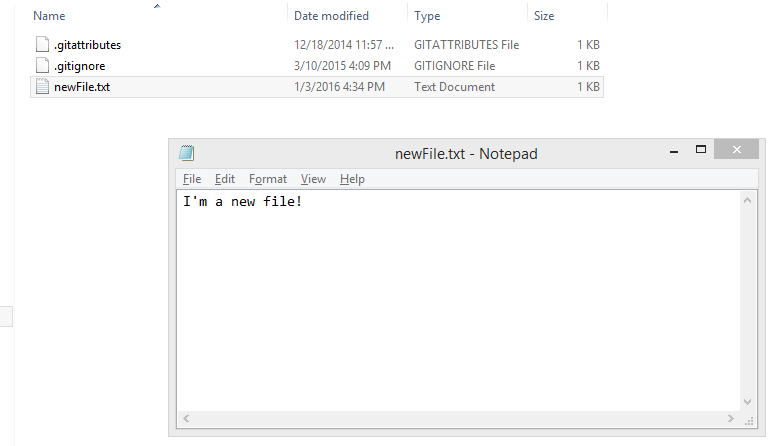 Name Date modified Type Size
.gitattributes 12/18/2014 11:57 ... GITATTRIBUTES File 1 KB
.gitignore 3/10/2015 4:09 PM GITIGNORE File 1 KB
newFile.txt 1/3/2016 4:34 PM Text Document 1 KB
newFile.txt - Notepad
File Edit Format View Help
I'm a new file!